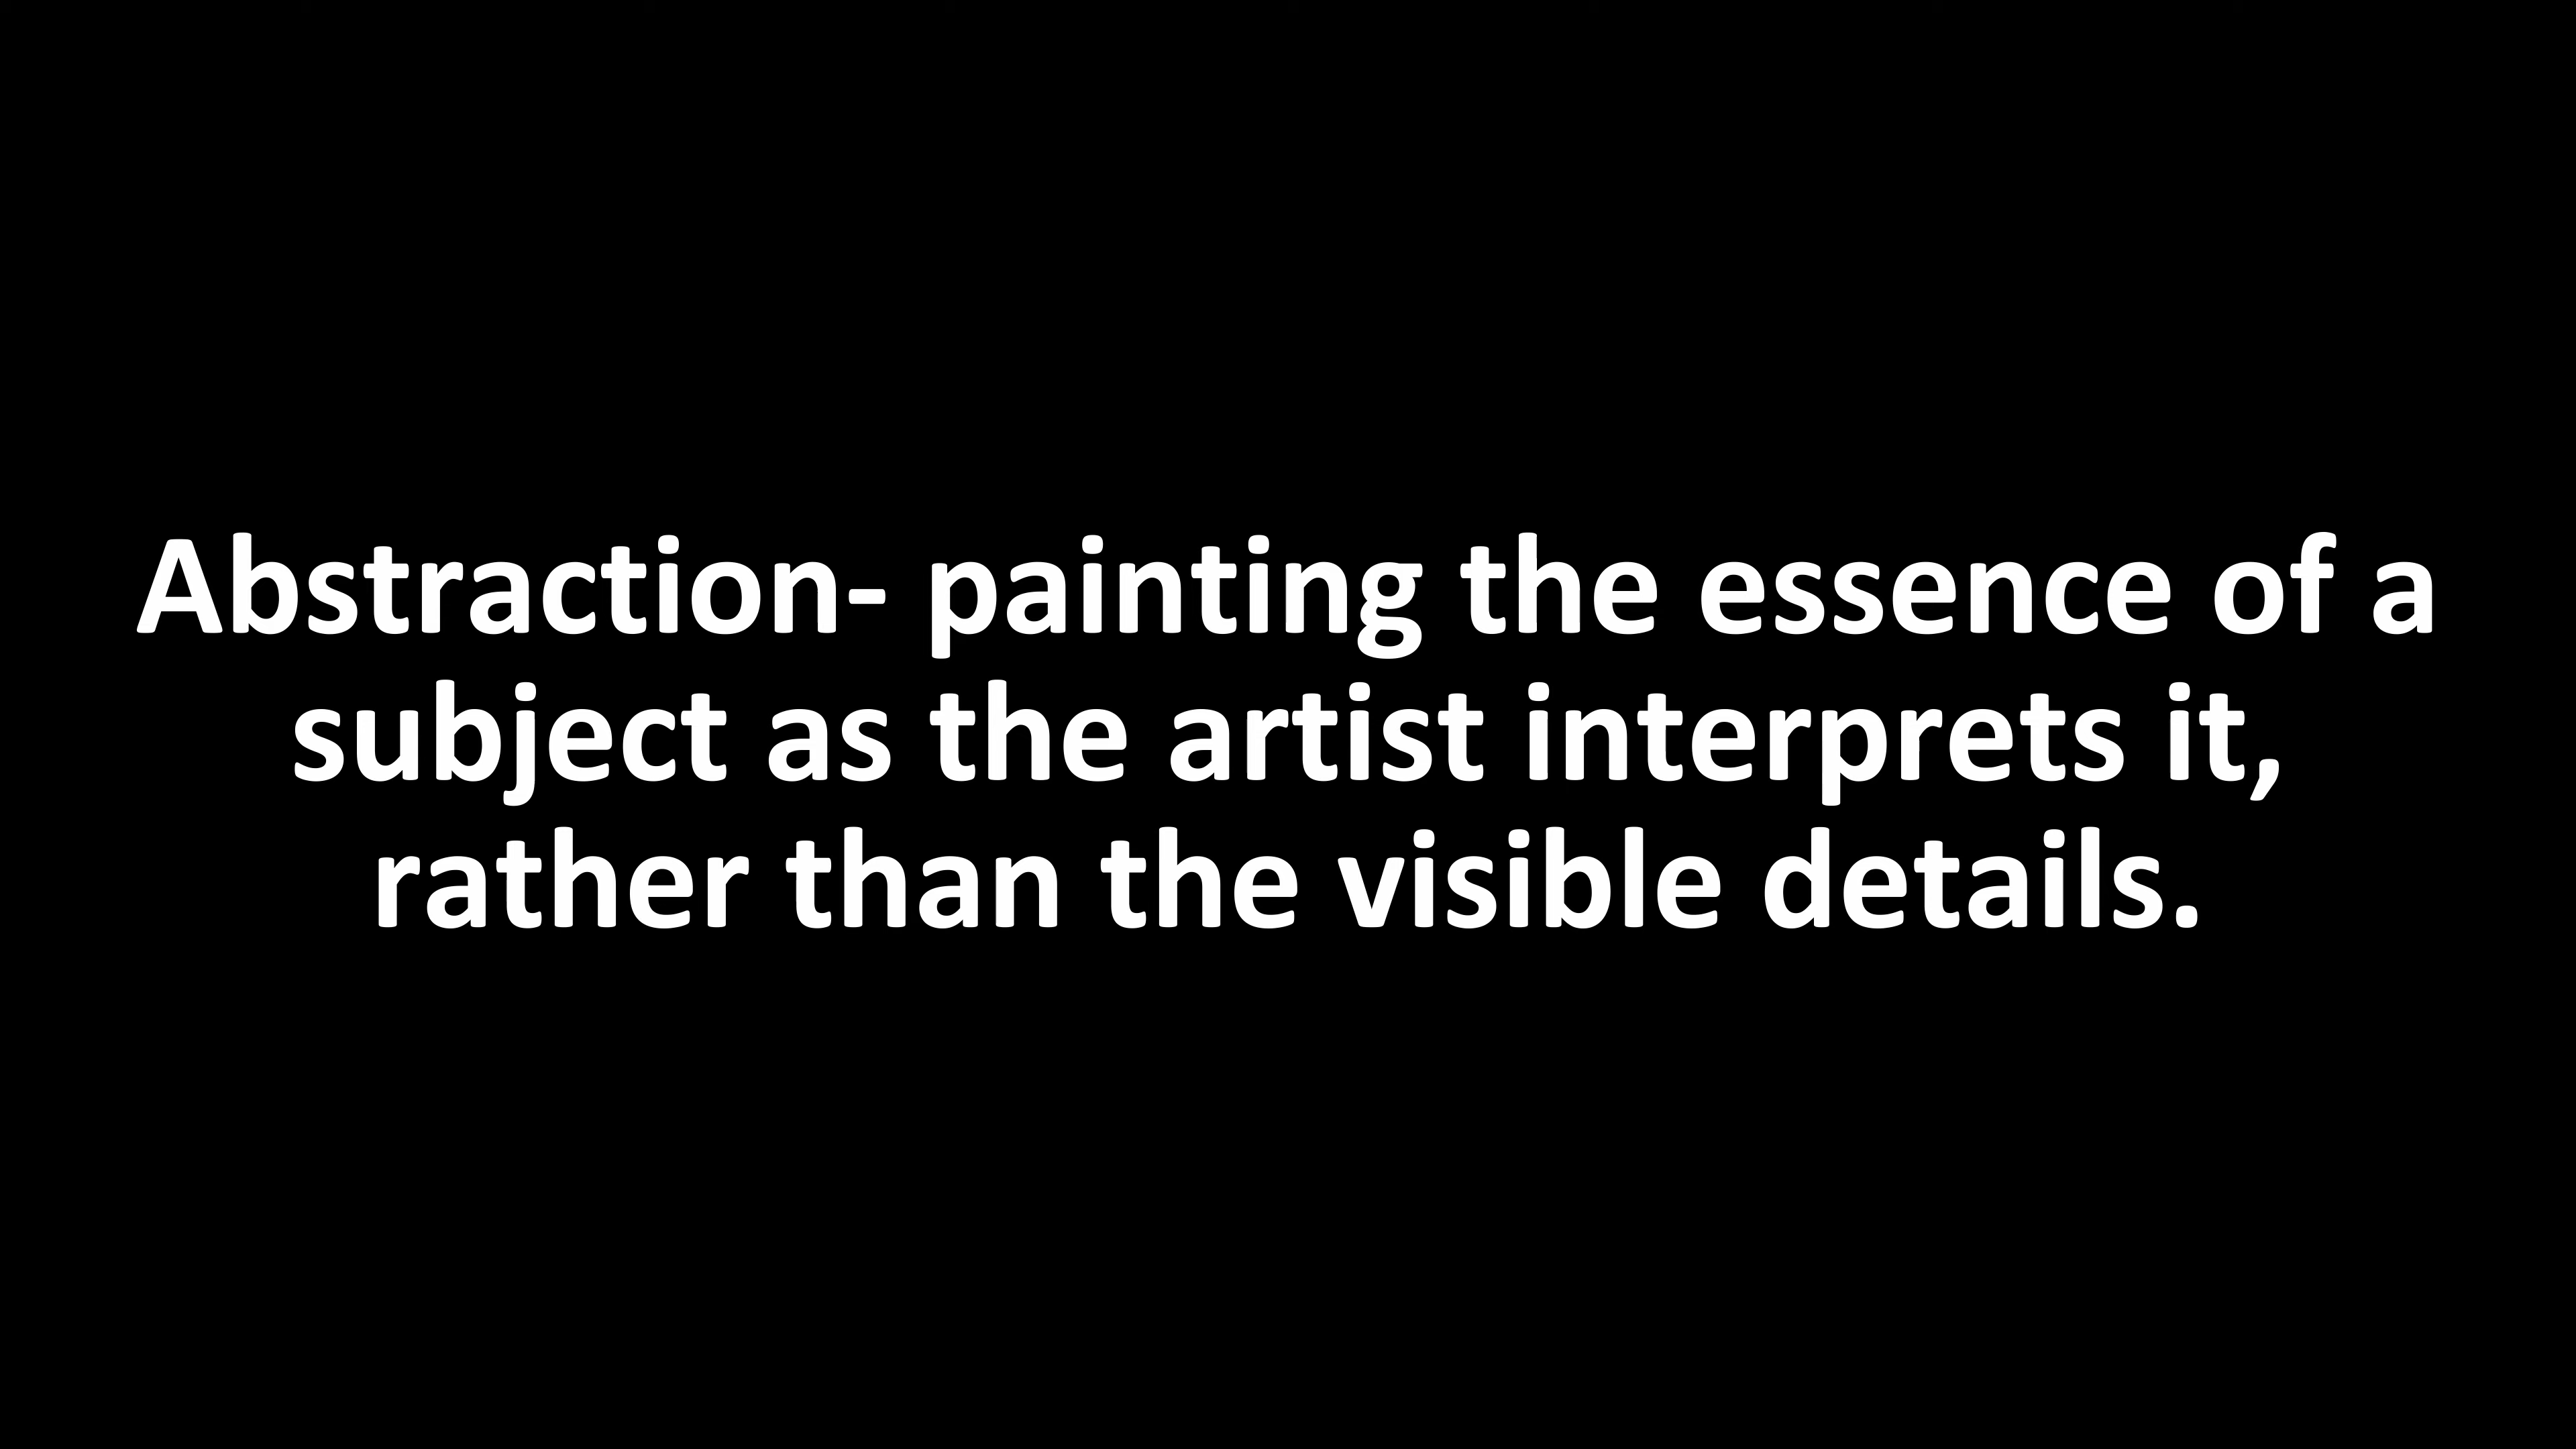 Abstraction- painting the essence of a
subject as the artist interprets it,
rather than the visible details.